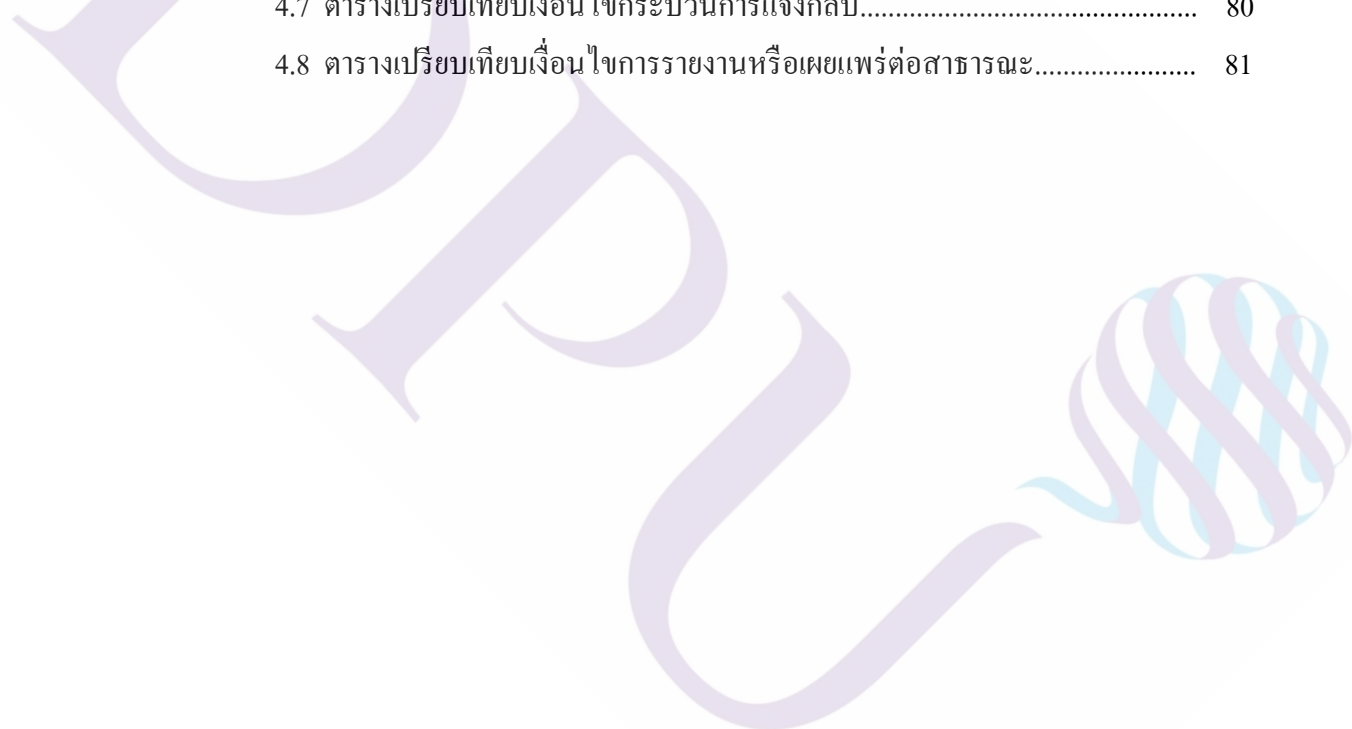 4.7 ตารางเปรียบเทียบเงื่อนไขกระบวนการแจ้งกลับ............................................... 80
4.8 ตารางเปรียบเทียบเงื่อนไขการรายงานหรือเผยแพร่ต่อสาธารณะ....................... 81
DPU